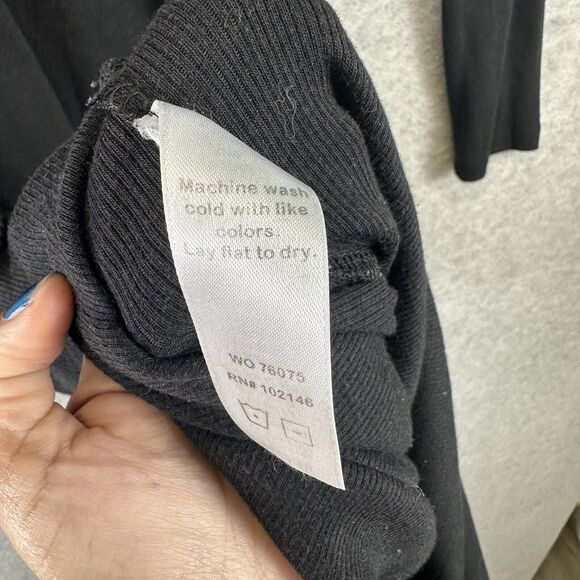 Machine wash
cold with like
colors.
Lay flat to dry.
WO 76075
RN# 102146